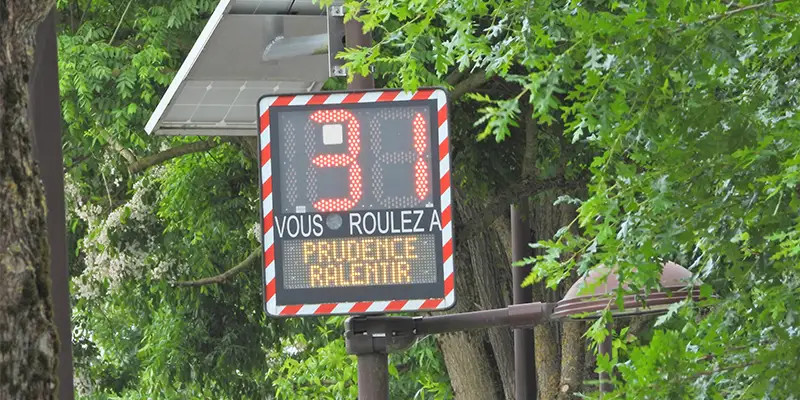 31
VOUS ROULEZ A
PRUDENCE
RALENTIR